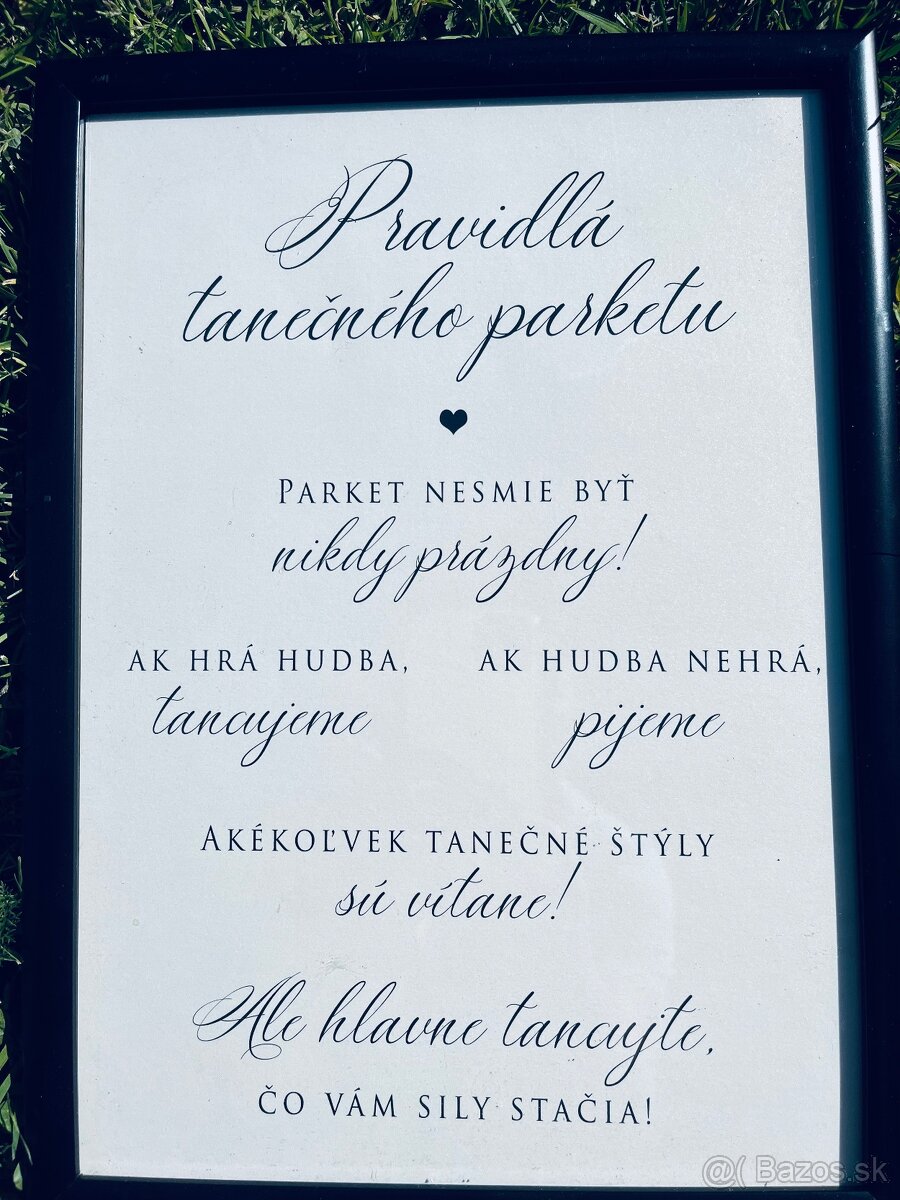 Pravidlá
tanečného parketu
PARKET NESMIE BYŤ
nikdy prázdny!
AK HRÁ HUDBA,
tancujeme
AK HUDBA NEHRÁ,
pijeme
AKÉKOĽVEK TANEČNÉ ŠTÝLY
sú vítane!
Ale hlavne tancujte,
ČO VÁM SILY STAČIA!
@( Bazos.sk